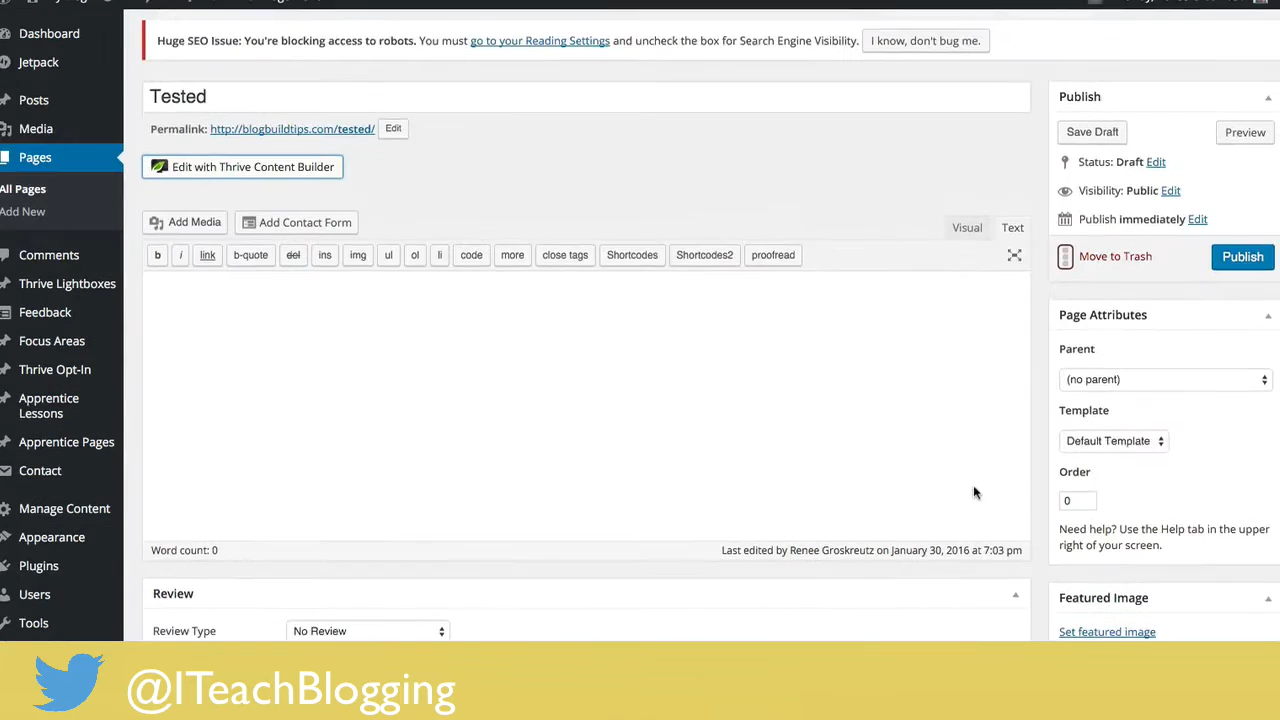 Dashboard
Jetpack
Posts
Media
Pages
All Pages
Add New
Comments
Thrive Lightboxes
Feedback
Focus Areas
Thrive Opt-In
Apprentice
Lessons
Apprentice Pages
Contact
Manage Content
Appearance
Plugins
Users
Tools
Huge SEO Issue: You're blocking access to robots. You must go to your Reading Settings and uncheck the box for Search Engine Visibility. I know, don't bug me.
Tested
Permalink: http://blogbuildtips.com/tested/ Edit
Edit with Thrive Content Builder
Add Media Add Contact Form
Visual Text
b i link b-quote del ins img ul ol li code more close tags Shortcodes Shortcodes2 proofread
Word count: 0
Last edited by Renee Groskreutz on January 30, 2016 at 7:03 pm
Review
Review Type No Review
Publish
Save Draft Preview
Status: Draft Edit
Visibility: Public Edit
Publish immediately Edit
Move to Trash Publish
Page Attributes
Parent
(no parent)
Template
Default Template
Order
0
Need help? Use the Help tab in the upper
right of your screen.
Featured Image
Set featured image
@ITeachBlogging